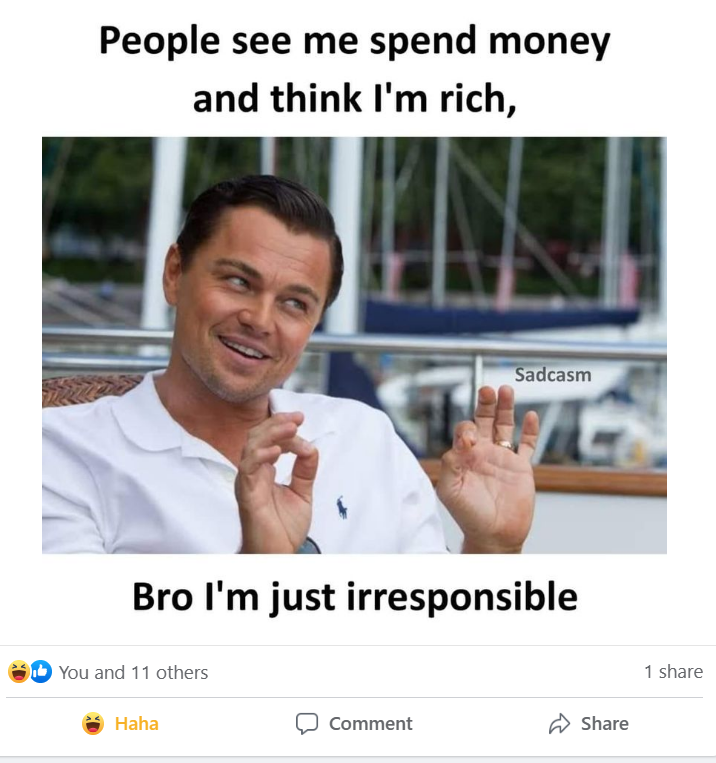 People see me spend money
and think I'm rich,
Sadcasm
Bro I'm just irresponsible
You and 11 others
1 share
Haha
Comment
Share